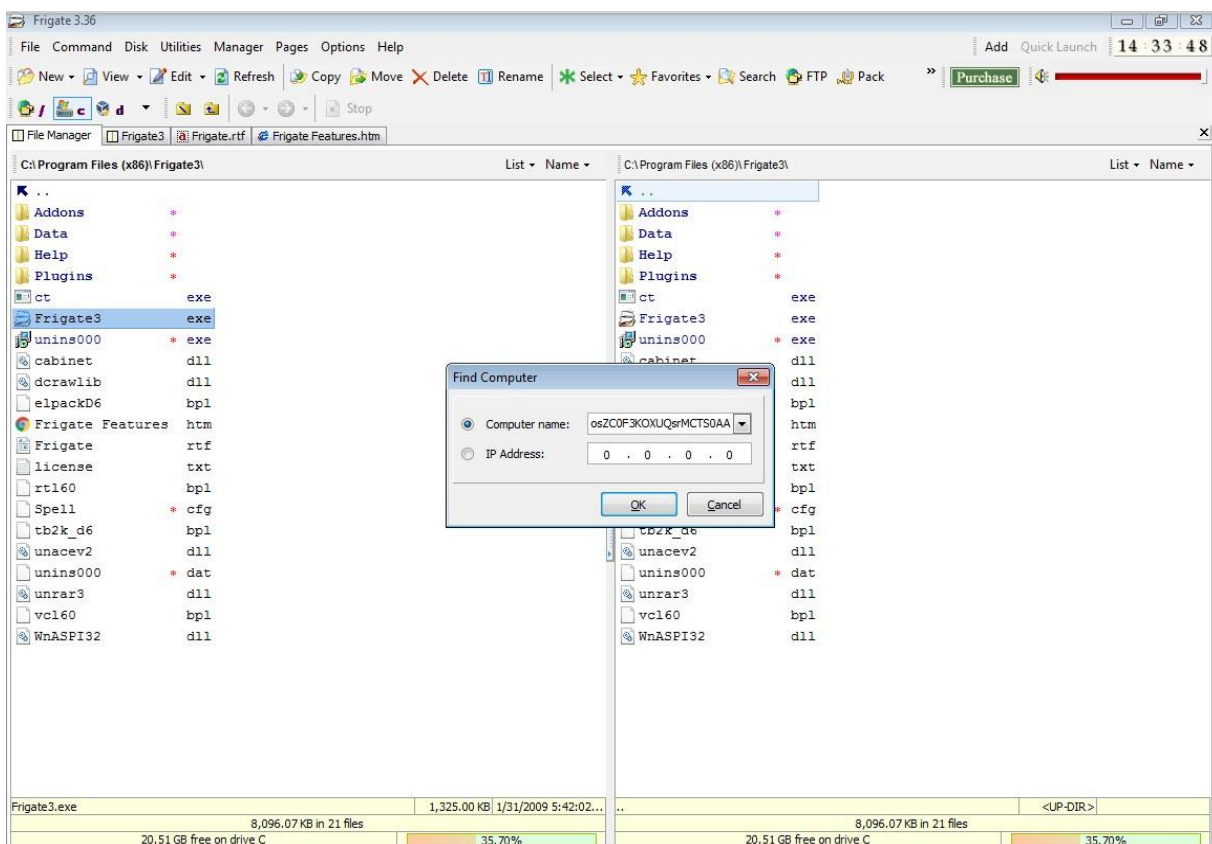 Frigate 3.36
File Command Disk Utilities Manager Pages Options Help
Add Quick Launch 14 : 33 : 48
New View Edit Refresh Copy Move Delete Rename Select Favorites Search FTP Pack » Purchase
/ c d Stop
File Manager Frigate3 Frigate.rtf Frigate Features.htm
C:\Program Files (x86)\Frigate3\ List Name
..
Addons *
Data *
Help *
Plugins *
ct exe
Frigate3 exe
unins000 * exe
cabinet dll
dcrawlib dll
elpackD6 bpl
Frigate Features htm
Frigate rtf
license txt
rtl60 bpl
Spell * cfg
tb2k_d6 bpl
unacev2 dll
unins000 * dat
unrar3 dll
vcl60 bpl
WnASPI32 dll
Frigate3.exe 1,325.00 KB 1/31/2009 5:42:02...
8,096.07 KB in 21 files
20.51 GB free on drive C 35.70%
C:\Program Files (x86)\Frigate3\ List Name
..
Addons *
Data *
Help *
Plugins *
ct exe
Frigate3 exe
unins000 * exe
cabinet dll
dll
bpl
htm
rtf
txt
bpl
* cfg
tb2k_d6 bpl
unacev2 dll
unins000 * dat
unrar3 dll
vcl60 bpl
WnASPI32 dll
.. <UP-DIR>
8,096.07 KB in 21 files
20.51 GB free on drive C 35.70%
Find Computer
Computer name: osZC0F3KOXUQsrMCTS0AA
IP Address: 0 . 0 . 0 . 0
OK Cancel